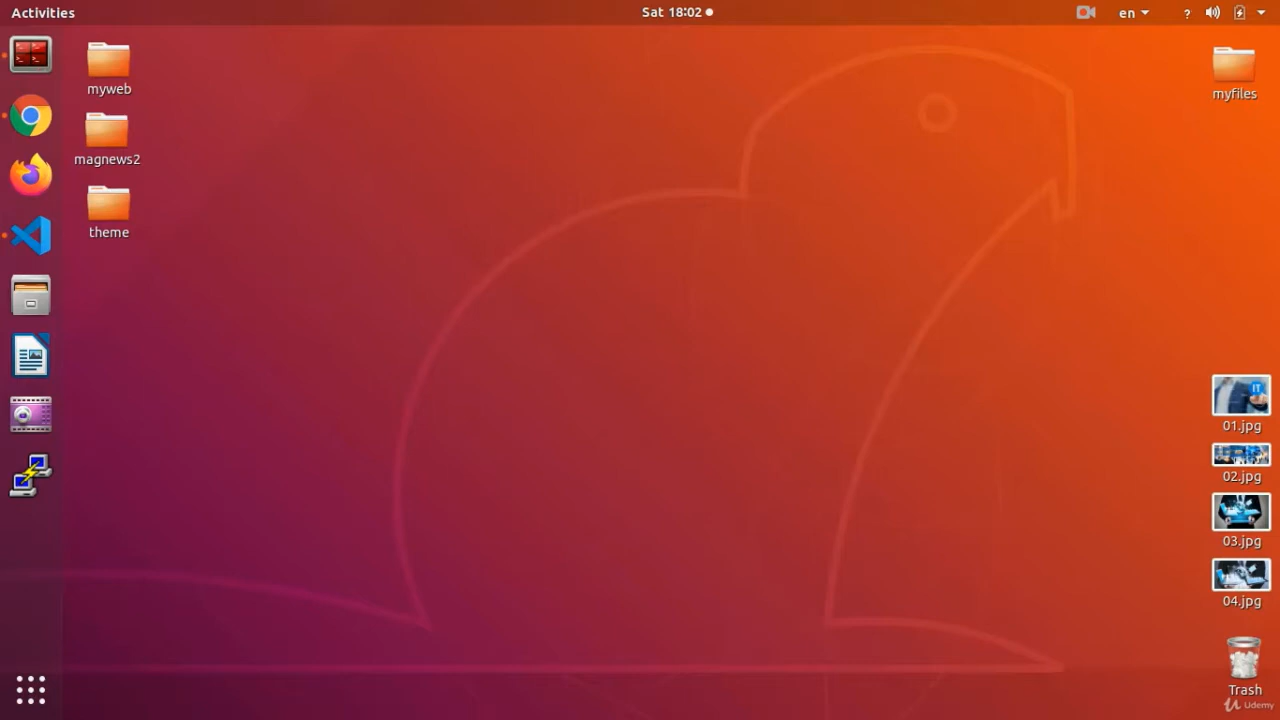 Activities
Sat 18:02
en
?
myweb
magnews2
theme
myfiles
IT
01.jpg
02.jpg
03.jpg
04.jpg
Trash
Udemy